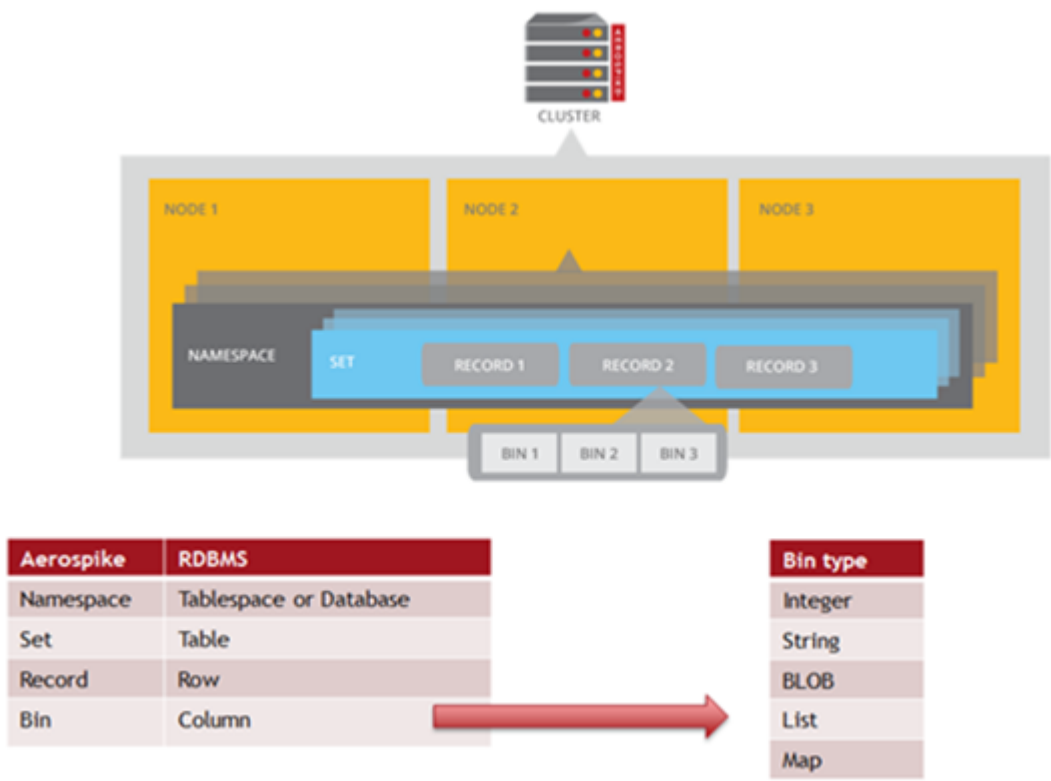 AEROSPIKE
CLUSTER
NODE 1 NODE 2 NODE 3
NAMESPACE SET RECORD 1 RECORD 2 RECORD 3
BIN 1 BIN 2 BIN 3
Aerospike RDBMS
Namespace Tablespace or Database
Set Table
Record Row
Bin Column
Bin type
Integer
String
BLOB
List
Map